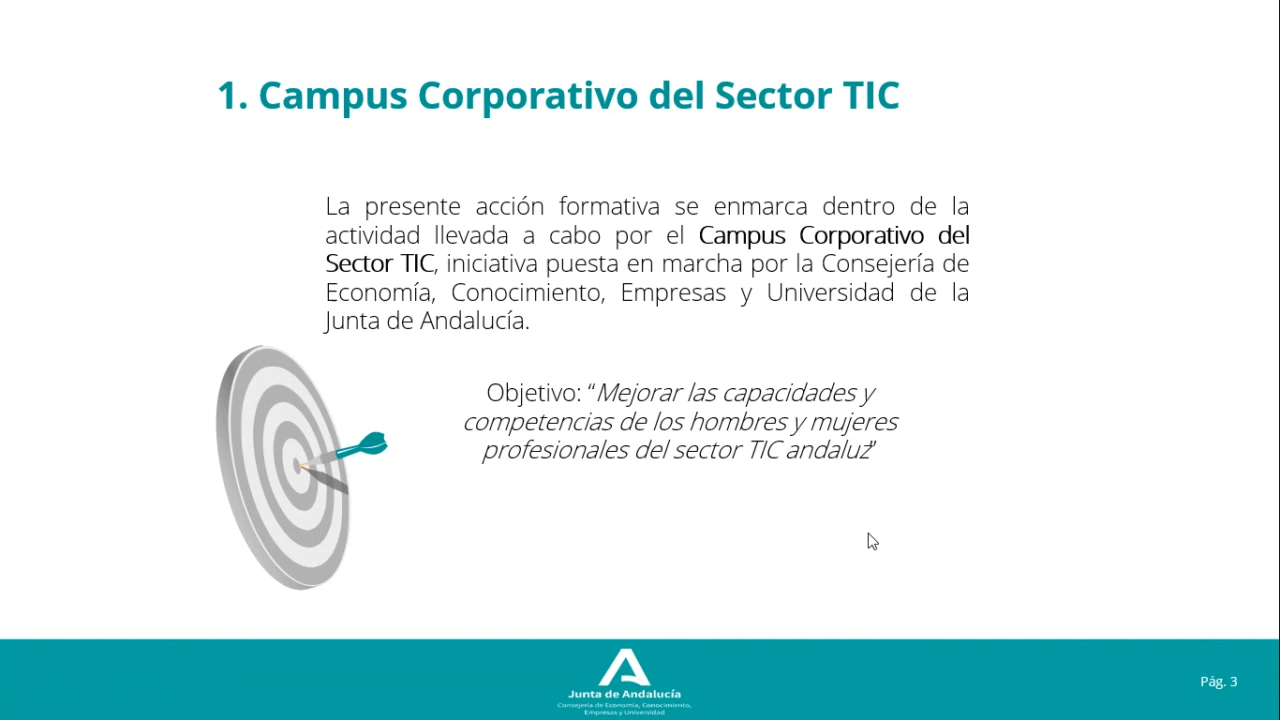 1. Campus Corporativo del Sector TIC
La presente acción formativa se enmarca dentro de la
actividad llevada a cabo por el Campus Corporativo del
Sector TIC, iniciativa puesta en marcha por la Consejería de
Economía, Conocimiento, Empresas y Universidad de la
Junta de Andalucía.
Objetivo: “Mejorar las capacidades y
competencias de los hombres y mujeres
profesionales del sector TIC andaluz”
Junta de Andalucía
Consejería de Economía, Conocimiento,
Empresas y Universidad
Pág. 3